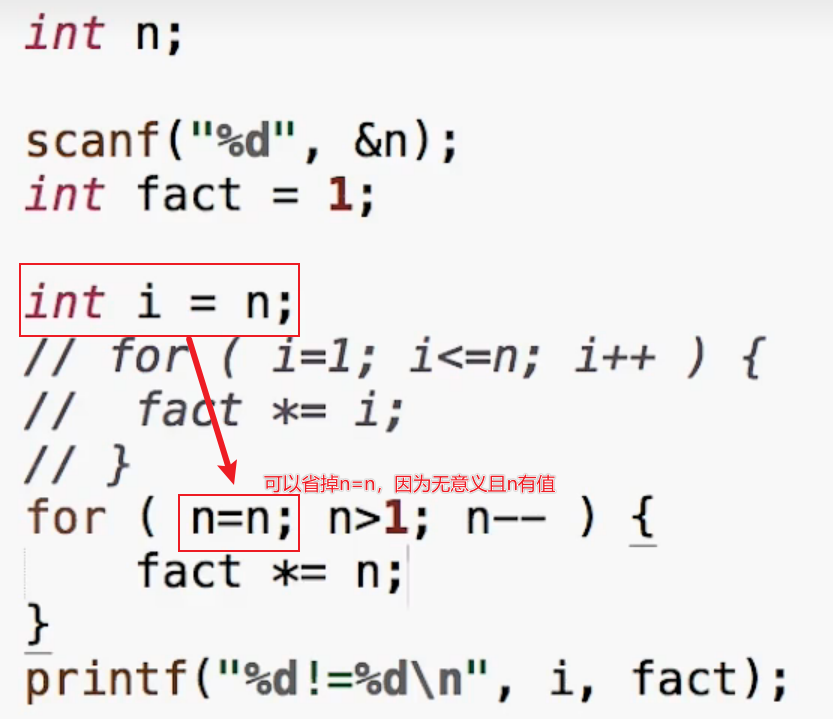 int n;
scanf("%d", &n);
int fact = 1;
int i = n;
// for ( i=1; i<=n; i++ ) {
//  fact *= i;
// }
可以省掉n=n，因为无意义且n有值
for ( n=n; n>1; n-- ) {
    fact *= n;
}
printf("%d!=%d\n", i, fact);